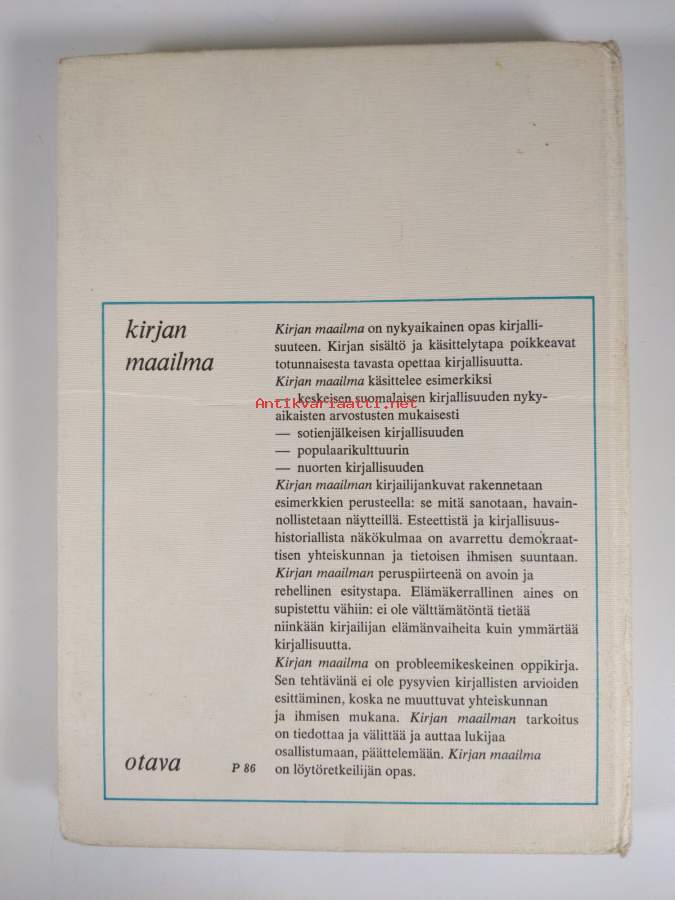 kirjan
maailma
Kirjan maailma on nykyaikainen opas kirjalli-
suuteen. Kirjan sisältö ja käsittelytapa poikkeavat
totunnaisesta tavasta opettaa kirjallisuutta.
Kirjan maailma käsittelee esimerkiksi
— keskeisen suomalaisen kirjallisuuden nyky-
Antikvariaatti.net
aikaisten arvostusten mukaisesti
— sotienjälkeisen kirjallisuuden
— populaarikulttuurin
— nuorten kirjallisuuden
Kirjan maailman kirjailijankuvat rakennetaan
esimerkkien perusteella: se mitä sanotaan, havain-
nollistetaan näytteillä. Esteettistä ja kirjallisuus-
historiallista näkökulmaa on avarrettu demokraat-
tisen yhteiskunnan ja tietoisen ihmisen suuntaan.
Kirjan maailman peruspiirteenä on avoin ja
rehellinen esitystapa. Elämäkerrallinen aines on
supistettu vähiin: ei ole välttämätöntä tietää
niinkään kirjailijan elämänvaiheita kuin ymmärtää
kirjallisuutta.
Kirjan maailma on probleemikeskeinen oppikirja.
Sen tehtävänä ei ole pysyvien kirjallisten arvioiden
esittäminen, koska ne muuttuvat yhteiskunnan
ja ihmisen mukana. Kirjan maailman tarkoitus
on tiedottaa ja välittää ja auttaa lukijaa
osallistumaan, päättelemään. Kirjan maailma
on löytöretkeilijän opas.
otava
P 86